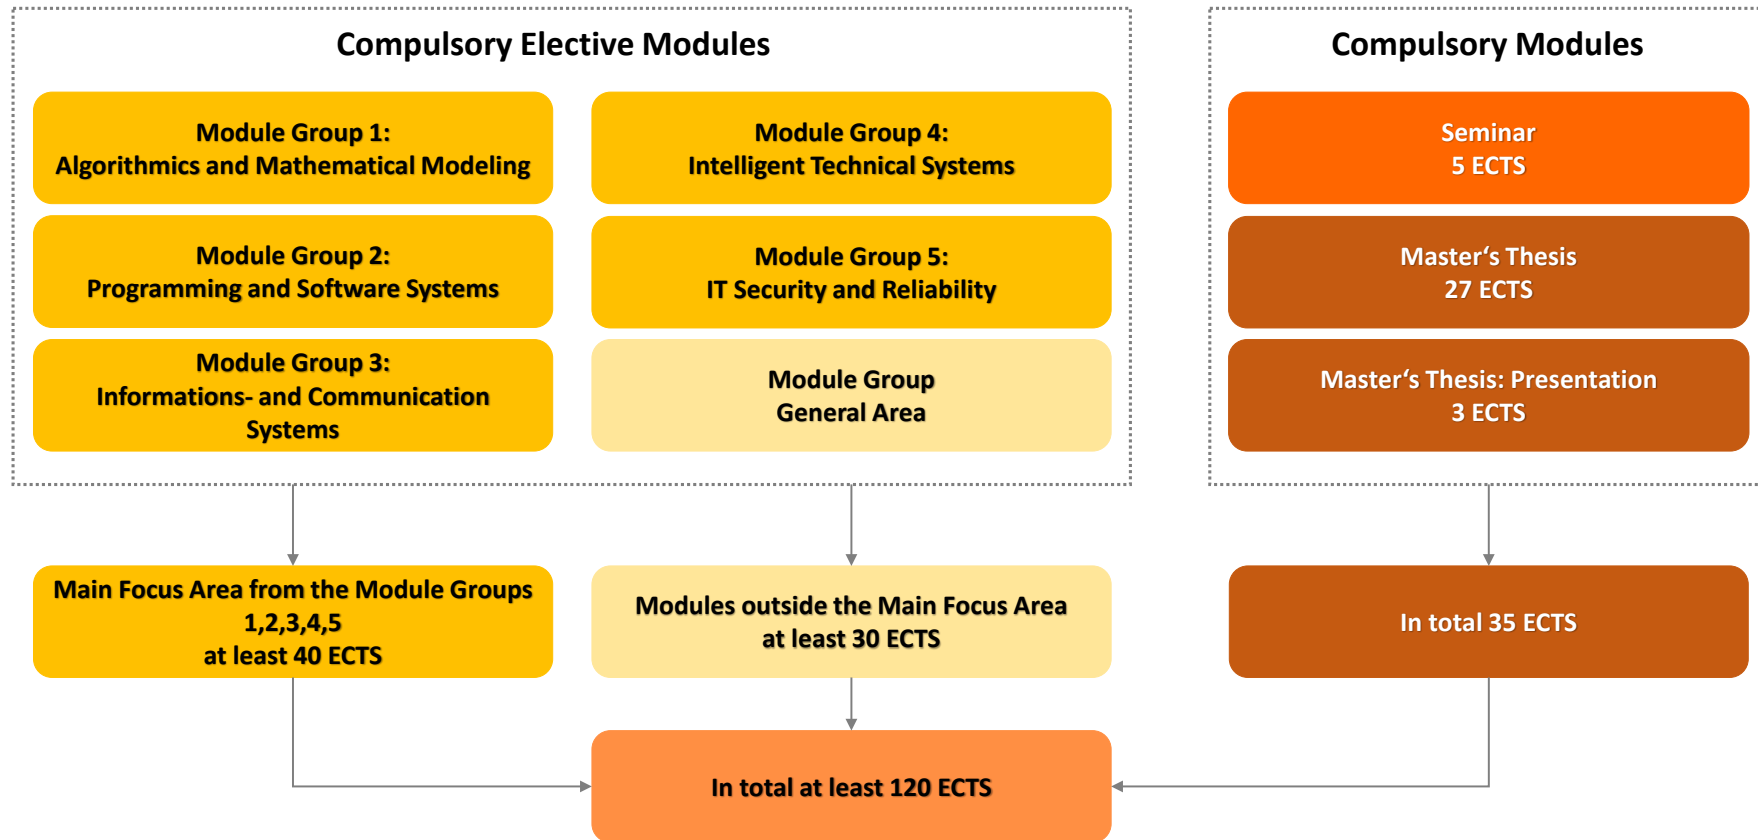 Compulsory Elective Modules
Module Group 1:
Algorithmics and Mathematical Modeling
Module Group 2:
Programming and Software Systems
Module Group 3:
Informations- and Communication
Systems
Module Group 4:
Intelligent Technical Systems
Module Group 5:
IT Security and Reliability
Module Group
General Area
Compulsory Modules
Seminar
5 ECTS
Master‘s Thesis
27 ECTS
Master‘s Thesis: Presentation
3 ECTS
Main Focus Area from the Module Groups
1,2,3,4,5
at least 40 ECTS
Modules outside the Main Focus Area
at least 30 ECTS
In total 35 ECTS
In total at least 120 ECTS